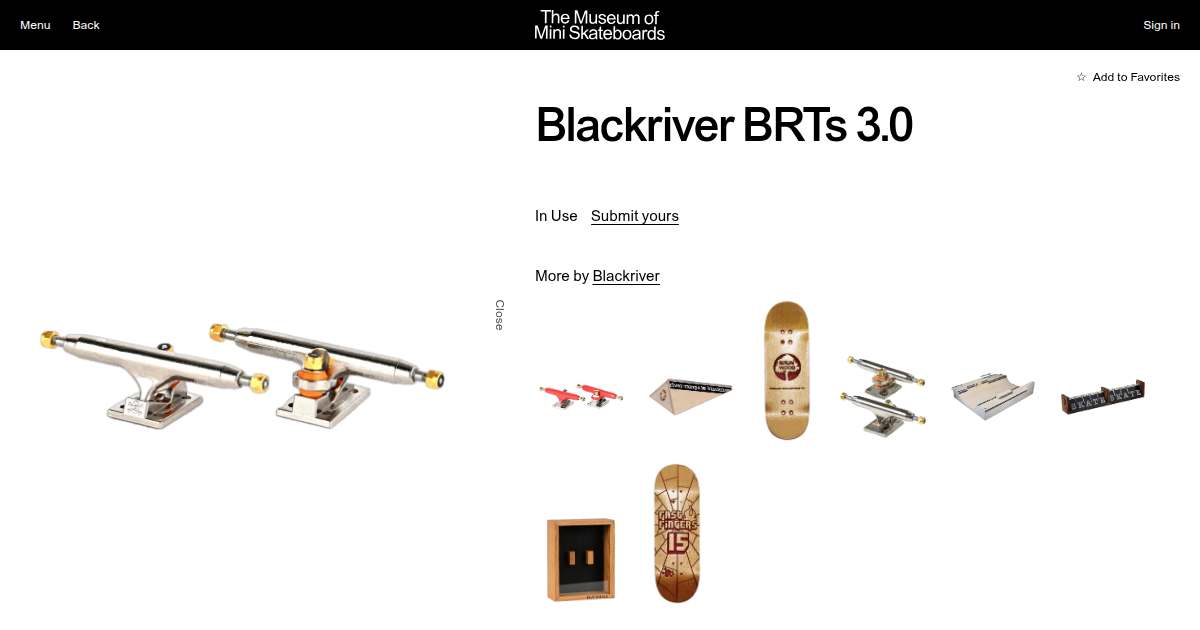 Menu
Back
The Museum of
Mini Skateboards
Sign in
☆ Add to Favorites
Blackriver BRTs 3.0
In Use
Submit yours
More by Blackriver
Close
SKATE SKATE
FAST
FINGERS
15